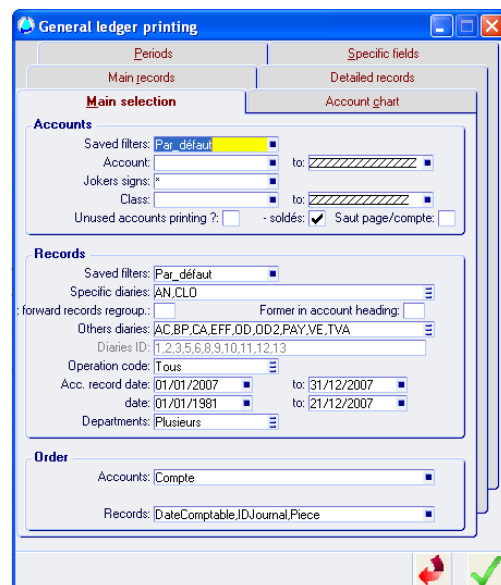 General ledger printing
Periods Specific fields
Main records Detailed records
Main selection Account chart
Accounts
Saved filters: Par_défaut
Account: to: ZZZZZZZZZZZZZZZ
Jokers signs: *
Class: to: ZZZZZZZZZZZZZZ
Unused accounts printing ?: - soldés: Saut page/compte:
Records
Saved filters: Par_défaut
Specific diaries: AN,CLO
: forward records regroup.: Former in account heading:
Others diaries: AC,BP,CA,EFF,OD,OD2,PAY,VE,TVA
Diaries ID: 1,2,3,5,6,8,9,10,11,12,13
Operation code: Tous
Acc. record date: 01/01/2007 to: 31/12/2007
date: 01/01/1981 to: 21/12/2007
Departments: Plusieurs
Order
Accounts: Compte
Records: DateComptable,IDJournal,Piece